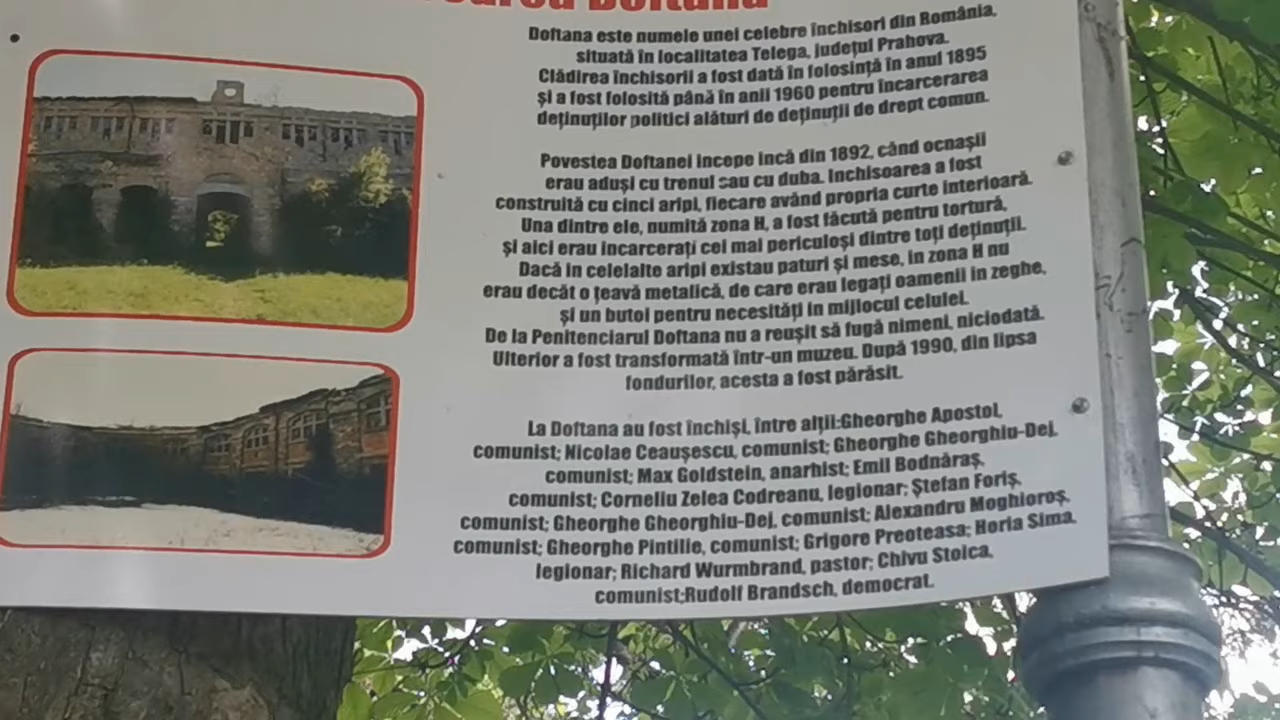 Doftana
Doftana este numele unei celebre închisori din România,
situată în localitatea Telega, județul Prahova.
Clădirea închisorii a fost dată în folosință în anul 1895
și a fost folosită până în anii 1960 pentru încarcerarea
deținuților politici alături de deținuții de drept comun.
Povestea Doftanei incepe incă din 1892, când ocnașii
erau aduși cu trenul sau cu duba. Inchisoarea a fost
construită cu cinci aripi, fiecare având propria curte interioară.
Una dintre ele, numită zona H, a fost făcută pentru tortură,
și aici erau incarcerați cei mai periculoși dintre toți deținuții.
Dacă in celelalte aripi existau paturi și mese, in zona H nu
erau decât o țeavă metalică, de care erau legați oamenii in zeghe,
și un butoi pentru necesități in mijlocul celulei.
De la Penitenciarul Doftana nu a reușit să fugă nimeni, niciodată.
Ulterior a fost transformată într-un muzeu. După 1990, din lipsa
fondurilor, acesta a fost părăsit.
La Doftana au fost închiși, între alții:Gheorghe Apostol,
comunist; Nicolae Ceaușescu, comunist; Gheorghe Gheorghiu-Dej,
comunist; Max Goldstein, anarhist; Emil Bodnăraș,
comunist; Corneliu Zelea Codreanu, legionar; Ștefan Foriș,
comunist; Gheorghe Gheorghiu-Dej, comunist; Alexandru Moghioroș,
comunist; Gheorghe Pintilie, comunist; Grigore Preoteasa; Horia Sima,
legionar; Richard Wurmbrand, pastor; Chivu Stoica,
comunist;Rudolf Brandsch, democrat.